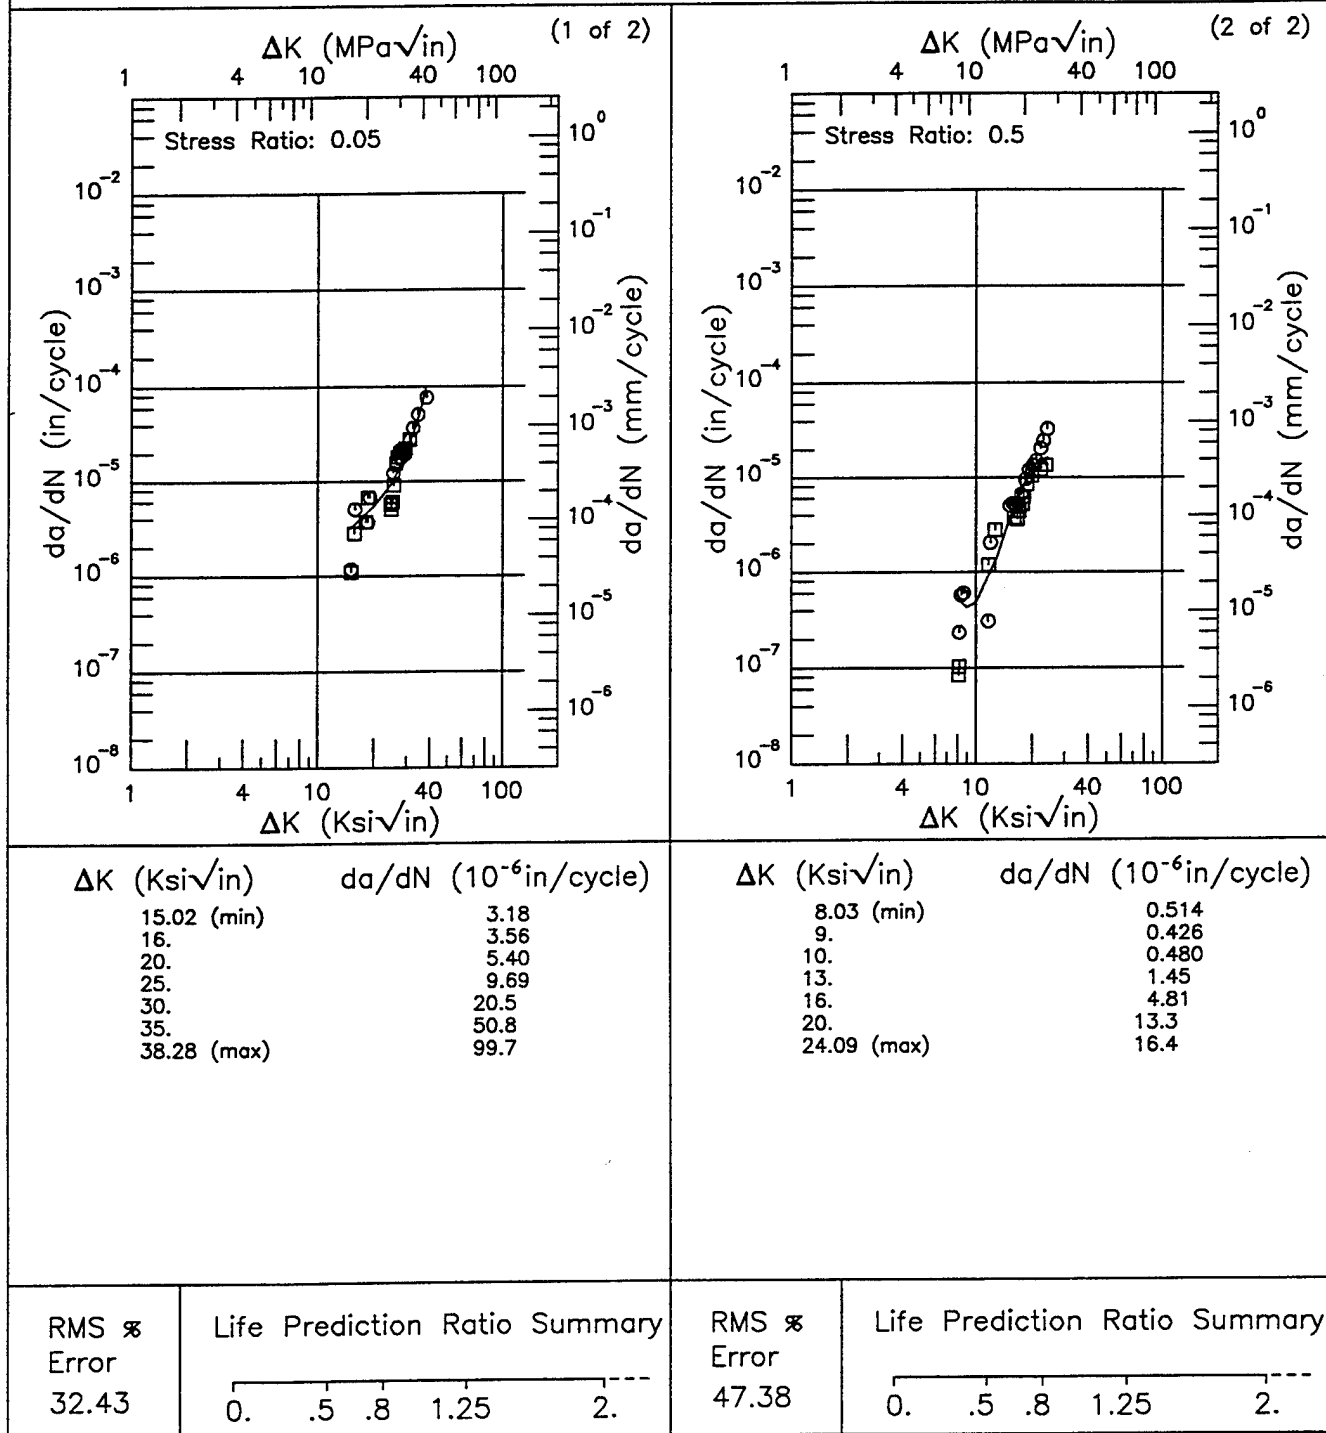 (1 of 2)
ΔK (MPa√in)
1 4 10 40 100
Stress Ratio: 0.05
10⁻²
10⁻³
10⁻⁴
10⁻⁵
10⁻⁶
10⁻⁷
10⁻⁸
da/dN (in/cycle)
10⁰
10⁻¹
10⁻²
10⁻³
10⁻⁴
10⁻⁵
10⁻⁶
da/dN (mm/cycle)
1 4 10 40 100
ΔK (Ksi√in)
ΔK (Ksi√in) da/dN (10⁻⁶in/cycle)
15.02 (min) 3.18
16. 3.56
20. 5.40
25. 9.69
30. 20.5
35. 50.8
38.28 (max) 99.7
RMS %
Error
32.43
Life Prediction Ratio Summary
0. .5 .8 1.25 2.
(2 of 2)
ΔK (MPa√in)
1 4 10 40 100
Stress Ratio: 0.5
10⁻²
10⁻³
10⁻⁴
10⁻⁵
10⁻⁶
10⁻⁷
10⁻⁸
da/dN (in/cycle)
10⁰
10⁻¹
10⁻²
10⁻³
10⁻⁴
10⁻⁵
10⁻⁶
da/dN (mm/cycle)
1 4 10 40 100
ΔK (Ksi√in)
ΔK (Ksi√in) da/dN (10⁻⁶in/cycle)
8.03 (min) 0.514
9. 0.426
10. 0.480
13. 1.45
16. 4.81
20. 13.3
24.09 (max) 16.4
RMS %
Error
47.38
Life Prediction Ratio Summary
0. .5 .8 1.25 2.